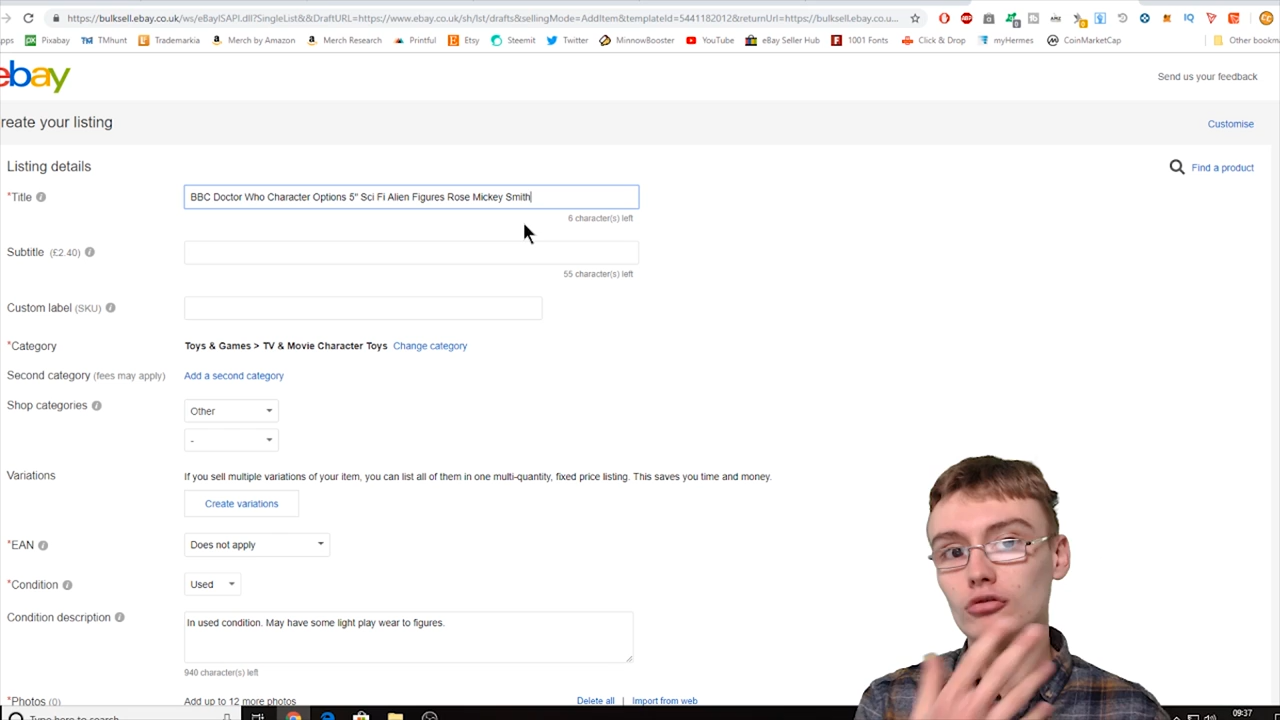 https://bulksell.ebay.co.uk/ws/eBayISAPI.dll?SingleList&&DraftURL=https://www.ebay.co.uk/sh/lst/drafts&sellingMode=AddItem&templateId=5441182012&returnUrl=https://bulksell.ebay.co.u...
pps Pixabay TMhunt Trademarkia Merch by Amazon Merch Research Printful Etsy Steemit Twitter MinnowBooster YouTube eBay Seller Hub 1001 Fonts Click & Drop myHermes CoinMarketCap Other bookm
ebay
Send us your feedback
reate your listing
Customise
Listing details
Find a product
*Title
BBC Doctor Who Character Options 5" Sci Fi Alien Figures Rose Mickey Smith
6 character(s) left
Subtitle (£2.40)
55 character(s) left
Custom label (SKU)
*Category
Toys & Games > TV & Movie Character Toys Change category
Second category (fees may apply)
Add a second category
Shop categories
Other
-
Variations
If you sell multiple variations of your item, you can list all of them in one multi-quantity, fixed price listing. This saves you time and money.
Create variations
*EAN
Does not apply
*Condition
Used
Condition description
In used condition. May have some light play wear to figures.
940 character(s) left
*Photos (0)
Add up to 12 more photos
Delete all | Import from web
Type here to search
09:37